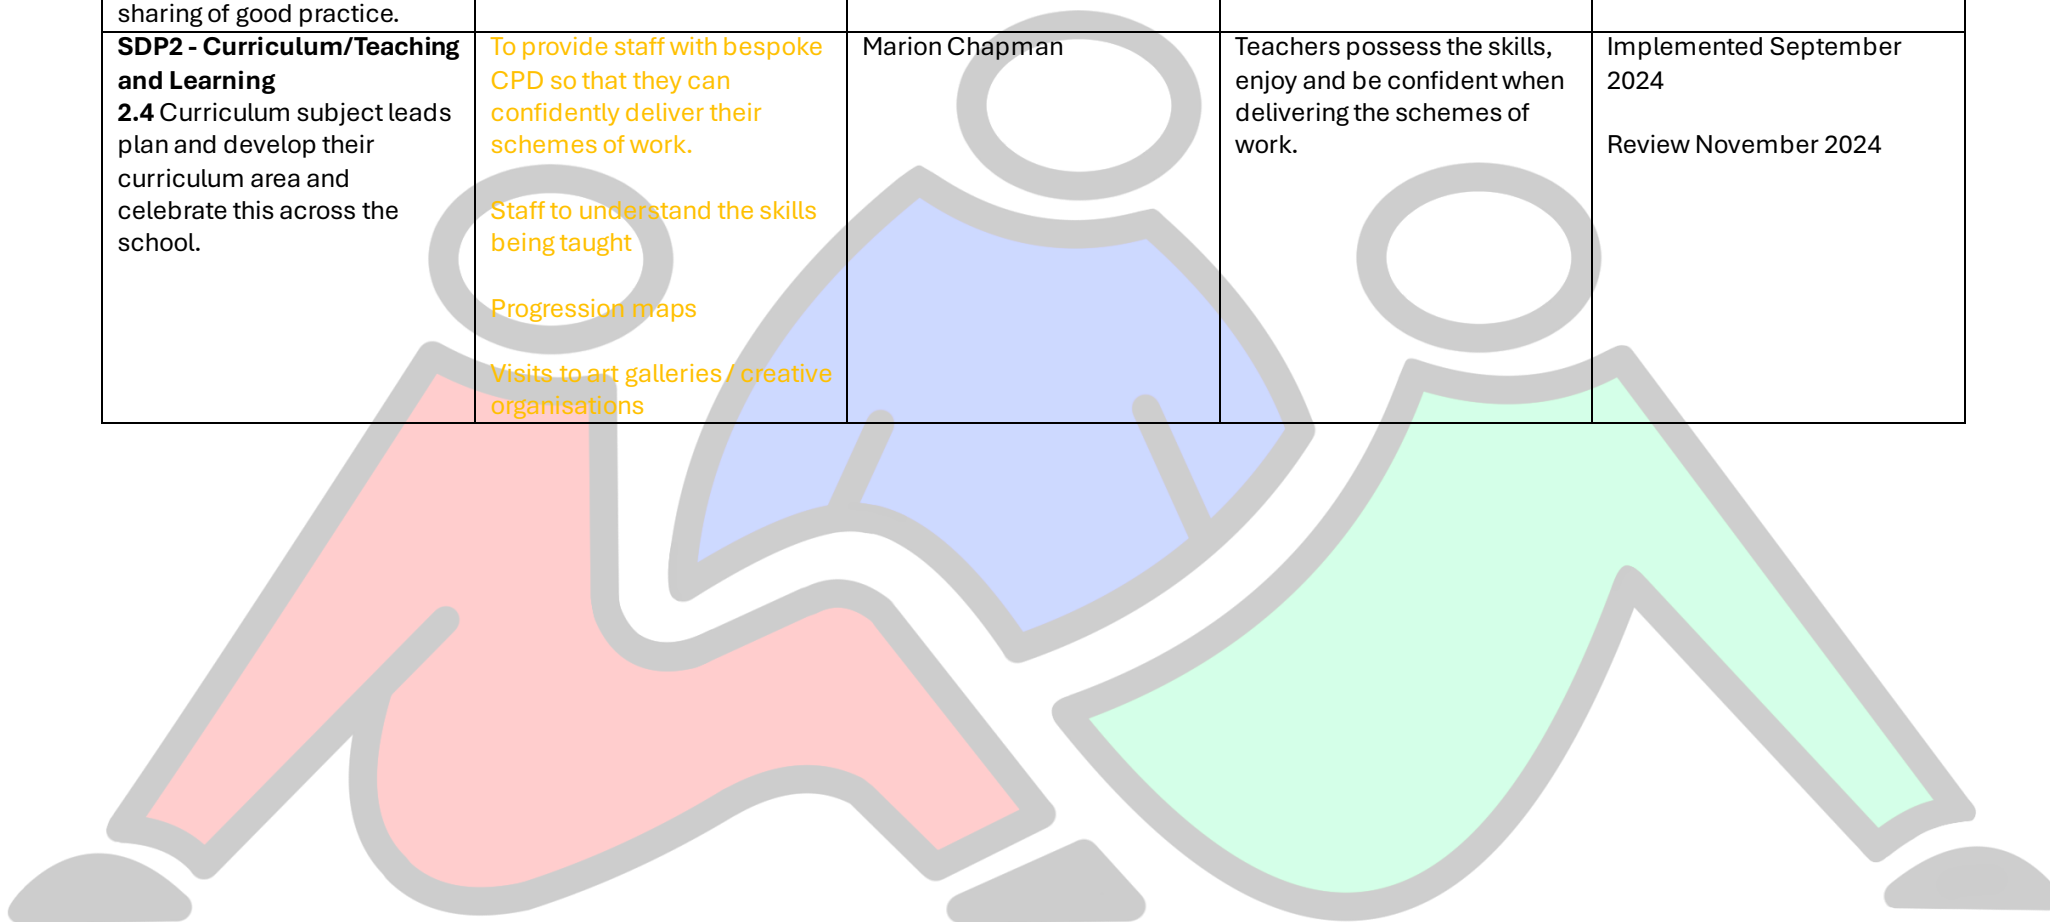 sharing of good practice.
SDP2 - Curriculum/Teaching
and Learning
2.4 Curriculum subject leads
plan and develop their
curriculum area and
celebrate this across the
school.
To provide staff with bespoke
CPD so that they can
confidently deliver their
schemes of work.
Staff to understand the skills
being taught
Progression maps
Visits to art galleries / creative
organisations
Marion Chapman
Teachers possess the skills,
enjoy and be confident when
delivering the schemes of
work.
Implemented September
2024
Review November 2024